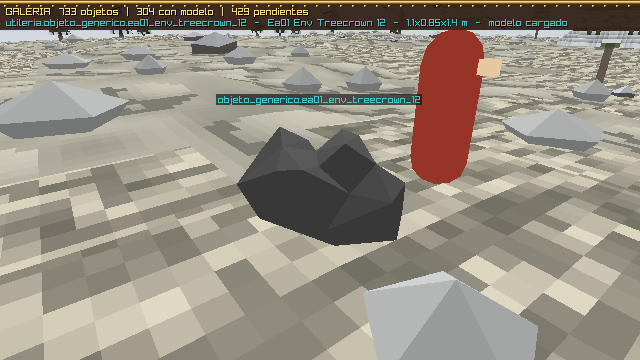 GALERIA  733 objetos | 304 con modelo | 429 pendientes
utileria:objeto_generico.ea01_env_treecrown_12  -  Ea01 Env Treecrown 12  -  1.1x0.85x1.4 m  -  modelo cargado
objeto_generico.ea01_env_treecrown_12